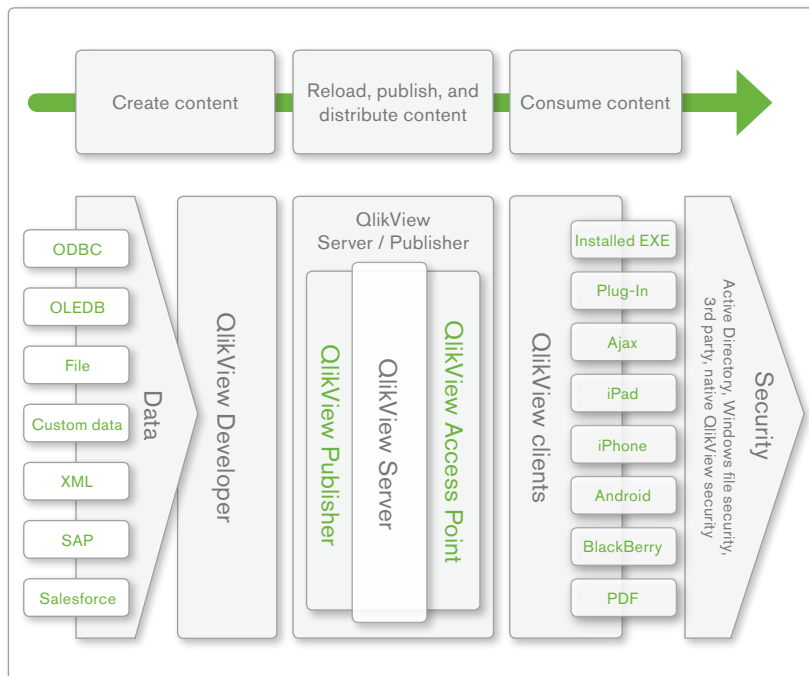 Create content
Reload, publish, and
distribute content
Consume content
ODBC
OLEDB
File
Custom data
XML
SAP
Salesforce
Data
QlikView Developer
QlikView
Server / Publisher
QlikView Publisher
QlikView Server
QlikView Access Point
QlikView clients
Installed EXE
Plug-In
Ajax
iPad
iPhone
Android
BlackBerry
PDF
Security
Active Directory, Windows file security,
3rd party, native QlikView security